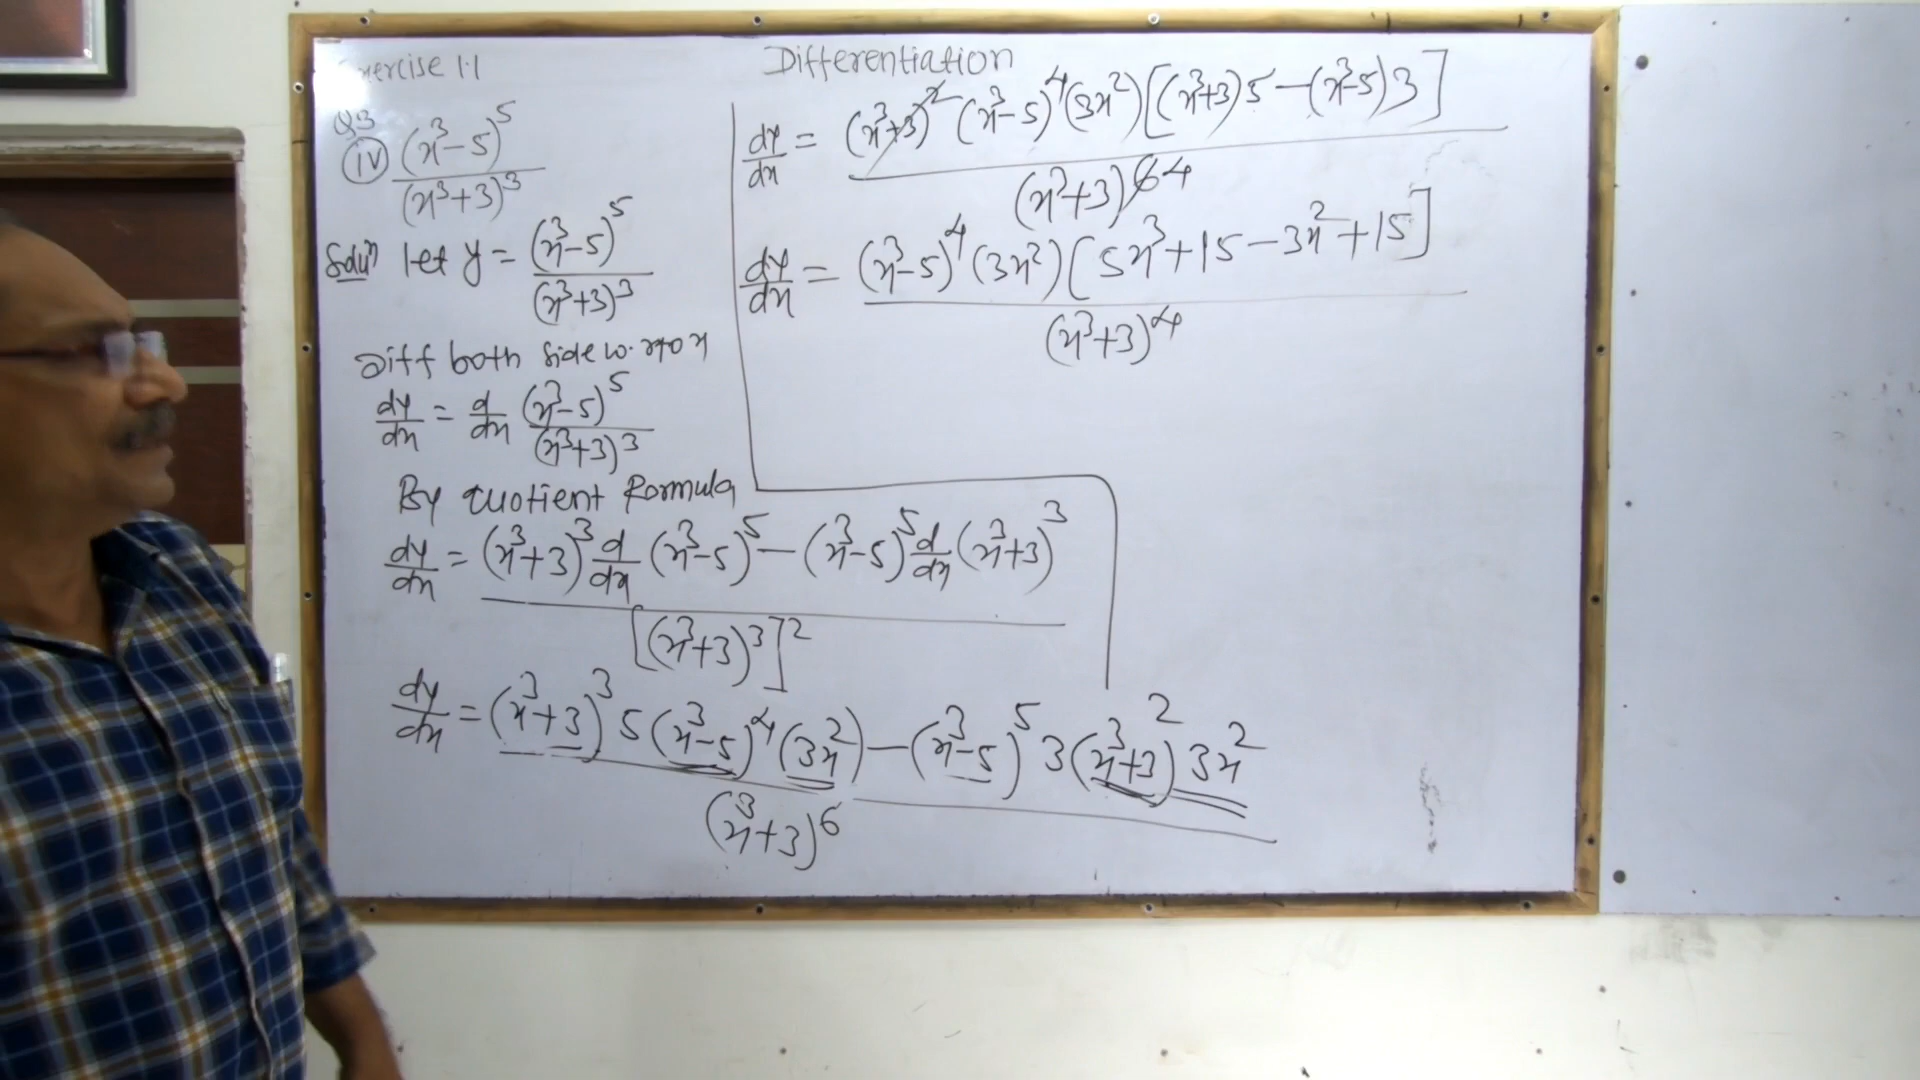 Exercise 1.1
Differentiation
Q3
(iv) (x³-5)⁵ / (x³+3)³
Soluⁿ let y = (x³-5)⁵ / (x³+3)³
Diff both side w.r.to x
dy/dx = d/dx (x³-5)⁵ / (x³+3)³
By Quotient Formula
dy/dx = (x³+3)³ d/dx (x³-5)⁵ - (x³-5)⁵ d/dx (x³+3)³ / [(x³+3)³]²
dy/dx = (x³+3)³ 5 (x³-5)⁴ (3x²) - (x³-5)⁵ 3 (x³+3)² 3x² / (x³+3)⁶
dy/dx = (x³+3)² (x³-5)⁴ (3x²) [(x³+3) 5 - (x³-5) 3] / (x³+3)⁶ ⁴
dy/dx = (x³-5)⁴ (3x²) [5x³+15-3x²+15] / (x³+3)⁴